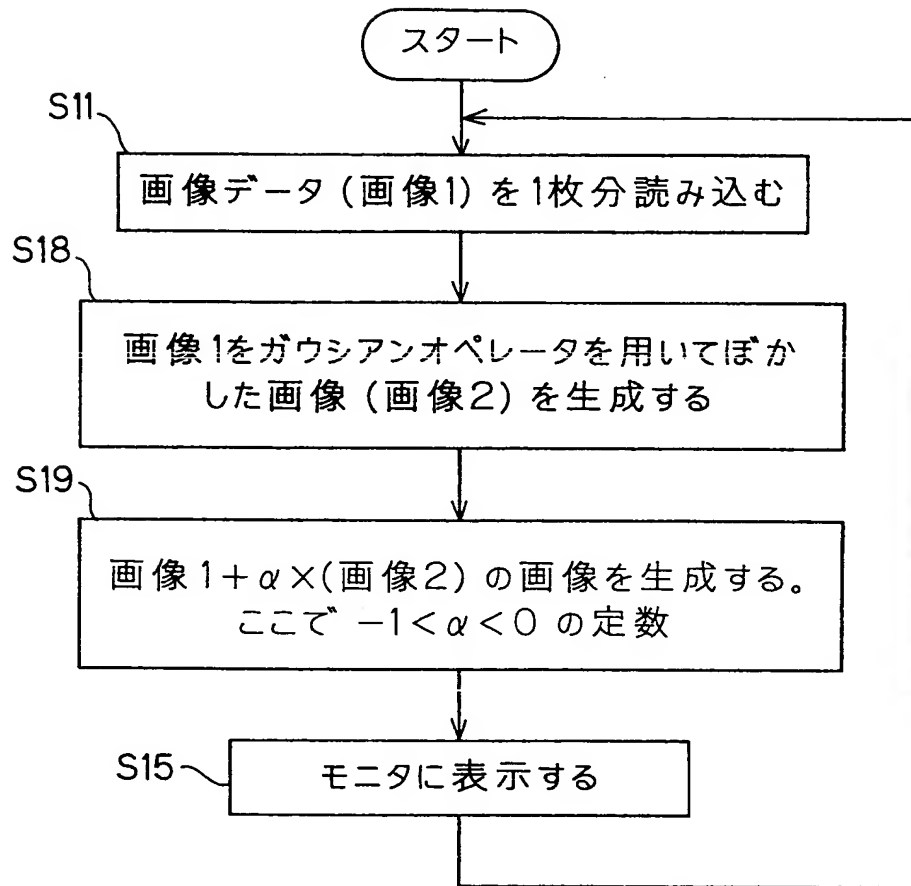 スタート
S11
画像データ(画像1)を1枚分読み込む
S18
画像1をガウシアンオペレータを用いてぼか
した画像(画像2)を生成する
S19
画像1+α×(画像2)の画像を生成する。
ここで -1<α<0 の定数
S15
モニタに表示する